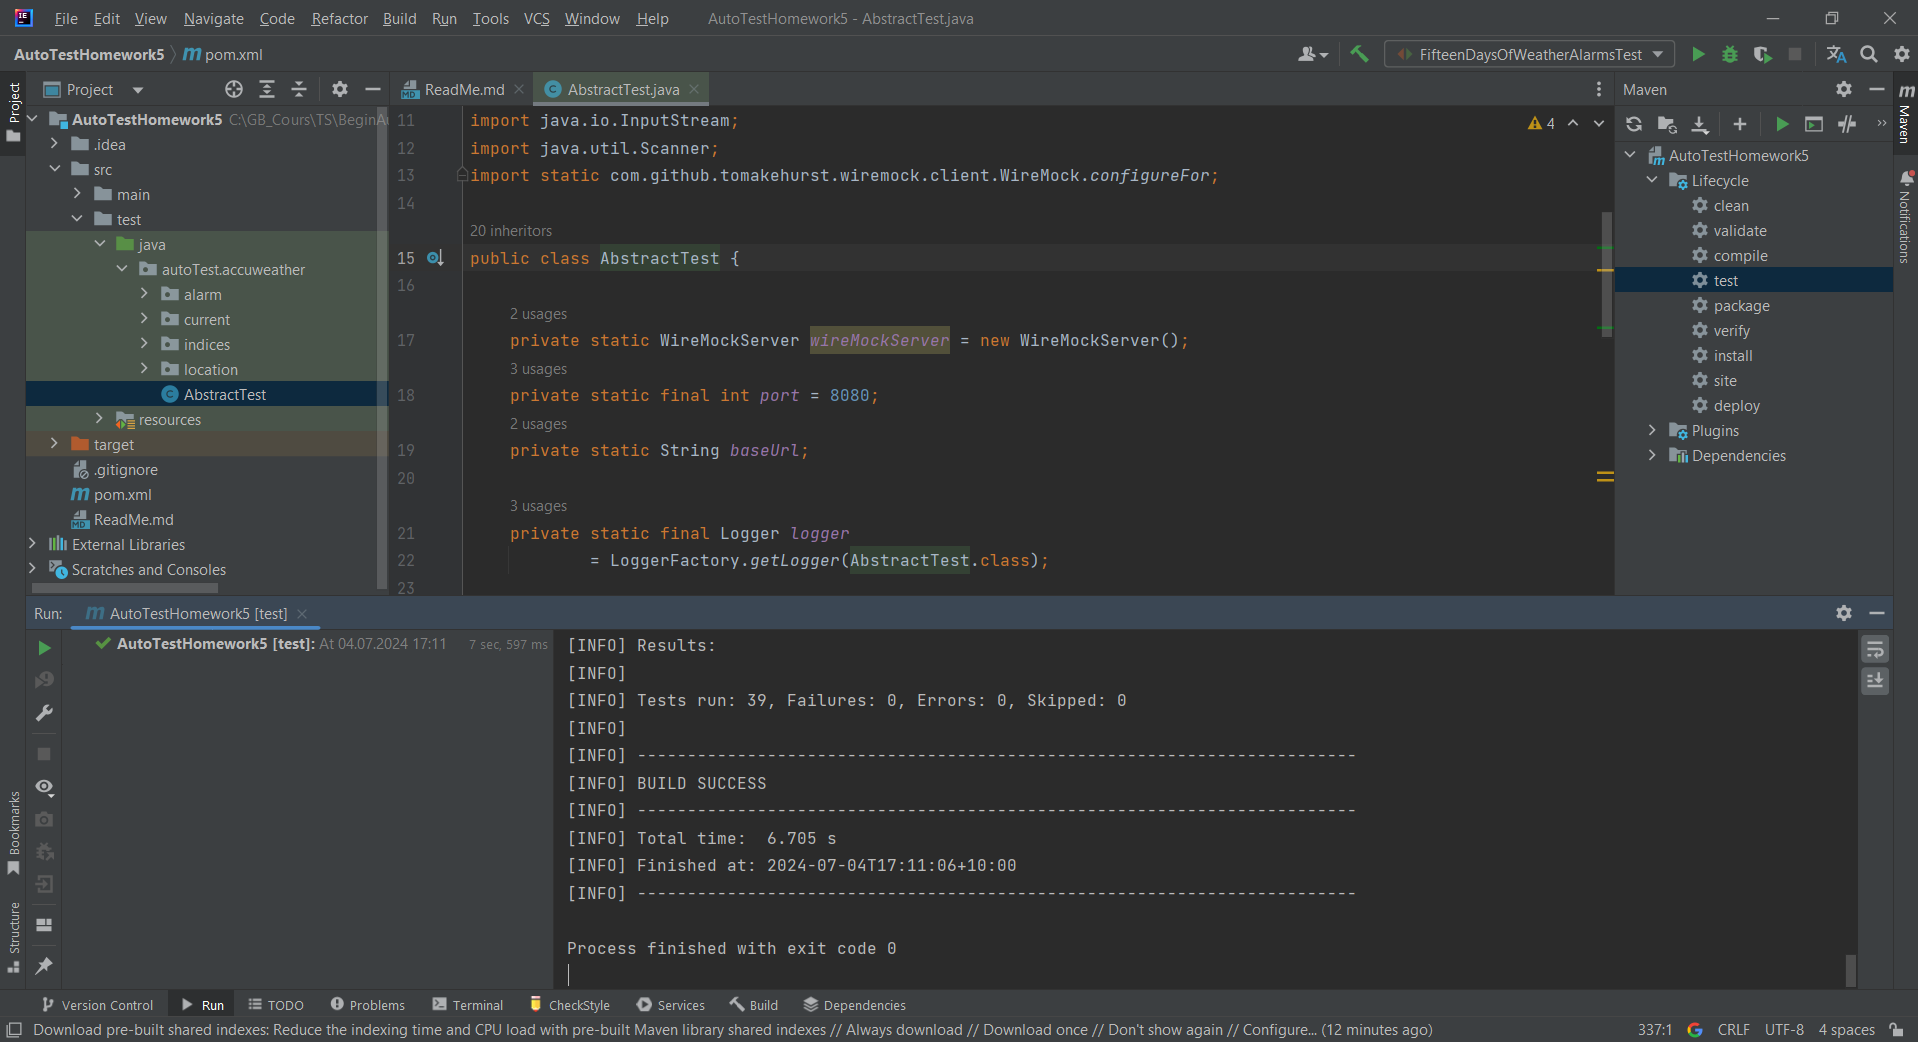 File Edit View Navigate Code Refactor Build Run Tools VCS Window Help AutoTestHomework5 - AbstractTest.java
AutoTestHomework5 pom.xml
FifteenDaysOfWeatherAlarmsTest
Project
Project
AutoTestHomework5 C:\GB_Cours\TS\BeginAu
.idea
src
main
test
java
autoTest.accuweather
alarm
current
indices
location
AbstractTest
resources
target
.gitignore
pom.xml
ReadMe.md
External Libraries
Scratches and Consoles
ReadMe.md
AbstractTest.java
4
11 import java.io.InputStream;
12 import java.util.Scanner;
13 import static com.github.tomakehurst.wiremock.client.WireMock.configureFor;
14
20 inheritors
15 public class AbstractTest {
16
2 usages
17 private static WireMockServer wireMockServer = new WireMockServer();
3 usages
18 private static final int port = 8080;
2 usages
19 private static String baseUrl;
20
3 usages
21 private static final Logger logger
22 = LoggerFactory.getLogger(AbstractTest.class);
23
Maven
AutoTestHomework5
Lifecycle
clean
validate
compile
test
package
verify
install
site
deploy
Plugins
Dependencies
Maven
Notifications
Run: AutoTestHomework5 [test]
AutoTestHomework5 [test]: At 04.07.2024 17:11 7 sec, 597 ms
[INFO] Results:
[INFO]
[INFO] Tests run: 39, Failures: 0, Errors: 0, Skipped: 0
[INFO]
[INFO] ------------------------------------------------------------------------
[INFO] BUILD SUCCESS
[INFO] ------------------------------------------------------------------------
[INFO] Total time:  6.705 s
[INFO] Finished at: 2024-07-04T17:11:06+10:00
[INFO] ------------------------------------------------------------------------
Process finished with exit code 0
Bookmarks
Structure
Version Control Run TODO Problems Terminal CheckStyle Services Build Dependencies
Download pre-built shared indexes: Reduce the indexing time and CPU load with pre-built Maven library shared indexes // Always download // Download once // Don't show again // Configure... (12 minutes ago) 337:1 CRLF UTF-8 4 spaces